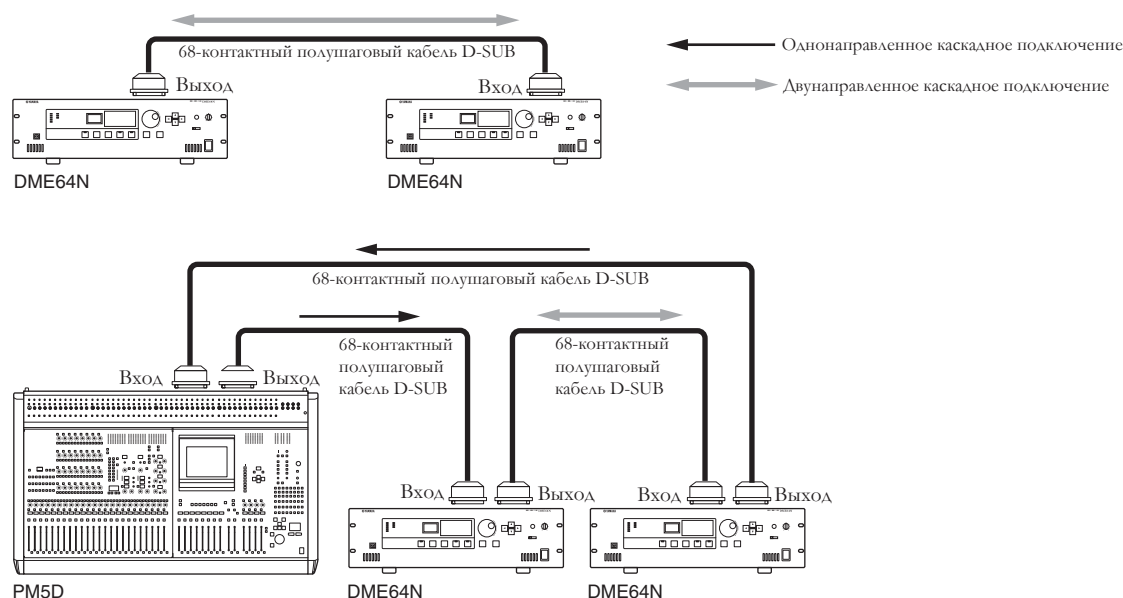 68-контактный полушаговый кабель D-SUB
Однонаправленное каскадное подключение
Выход
Вход
Двунаправленное каскадное подключение
DME64N
DME64N
68-контактный полушаговый кабель D-SUB
68-контактный
полушаговый
кабель D-SUB
68-контактный
полушаговый
кабель D-SUB
Вход
Выход
Вход
Выход
Вход
Выход
PM5D
DME64N
DME64N